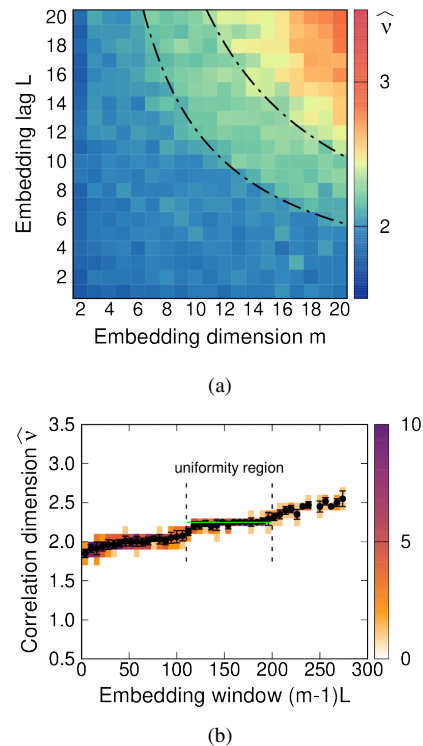 20
18
16
14
12
10
8
6
4
2
Embedding lag L
2 4 6 8 10 12 14 16 18 20
Embedding dimension m
ν̂
3
2
(a)
3.5
3.0
2.5
2.0
1.5
1.0
0.5
Correlation dimension ν̂
uniformity region
0 50 100 150 200 250 300
Embedding window (m-1)L
10
5
0
(b)